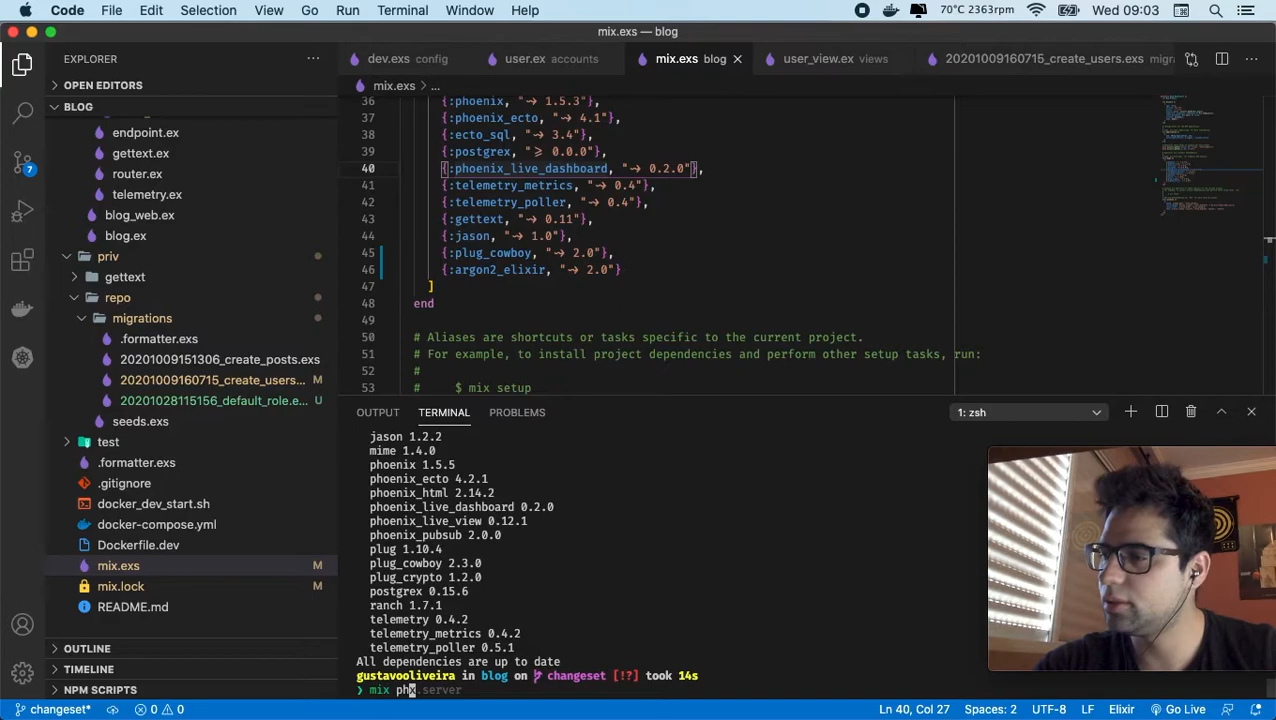 Code File Edit Selection View Go Run Terminal Window Help 70°C 2363rpm Wed 09:03
mix.exs — blog
EXPLORER
dev.exs config
user.ex accounts
mix.exs blog
user_view.ex views
20201009160715_create_users.exs migra
OPEN EDITORS
BLOG
mix.exs > ...
endpoint.ex
gettext.ex
router.ex
telemetry.ex
blog_web.ex
blog.ex
priv
gettext
repo
migrations
.formatter.exs
20201009151306_create_posts.exs
20201009160715_create_users... M
20201028115156_default_role.e... U
seeds.exs
test
.formatter.exs
.gitignore
docker_dev_start.sh
docker-compose.yml
Dockerfile.dev
mix.exs M
mix.lock M
README.md
OUTLINE
TIMELINE
NPM SCRIPTS
7
36 {:phoenix, "~> 1.5.3"},
37 {:phoenix_ecto, "~> 4.1"},
38 {:ecto_sql, "~> 3.4"},
39 {:postgrex, ">= 0.0.0"},
40 {:phoenix_live_dashboard, "~> 0.2.0"},
41 {:telemetry_metrics, "~> 0.4"},
42 {:telemetry_poller, "~> 0.4"},
43 {:gettext, "~> 0.11"},
44 {:jason, "~> 1.0"},
45 {:plug_cowboy, "~> 2.0"},
46 {:argon2_elixir, "~> 2.0"}
47 ]
48 end
49
50 # Aliases are shortcuts or tasks specific to the current project.
51 # For example, to install project dependencies and perform other setup tasks, run:
52 #
53 # $ mix setup
OUTPUT TERMINAL PROBLEMS 1: zsh
jason 1.2.2
mime 1.4.0
phoenix 1.5.5
phoenix_ecto 4.2.1
phoenix_html 2.14.2
phoenix_live_dashboard 0.2.0
phoenix_live_view 0.12.1
phoenix_pubsub 2.0.0
plug 1.10.4
plug_cowboy 2.3.0
plug_crypto 1.2.0
postgrex 0.15.6
ranch 1.7.1
telemetry 0.4.2
telemetry_metrics 0.4.2
telemetry_poller 0.5.1
All dependencies are up to date
gustavooliveira in blog on changeset [!?] took 14s
❯ mix phx.server
changeset* 0 0 Ln 40, Col 27 Spaces: 2 UTF-8 LF Elixir Go Live